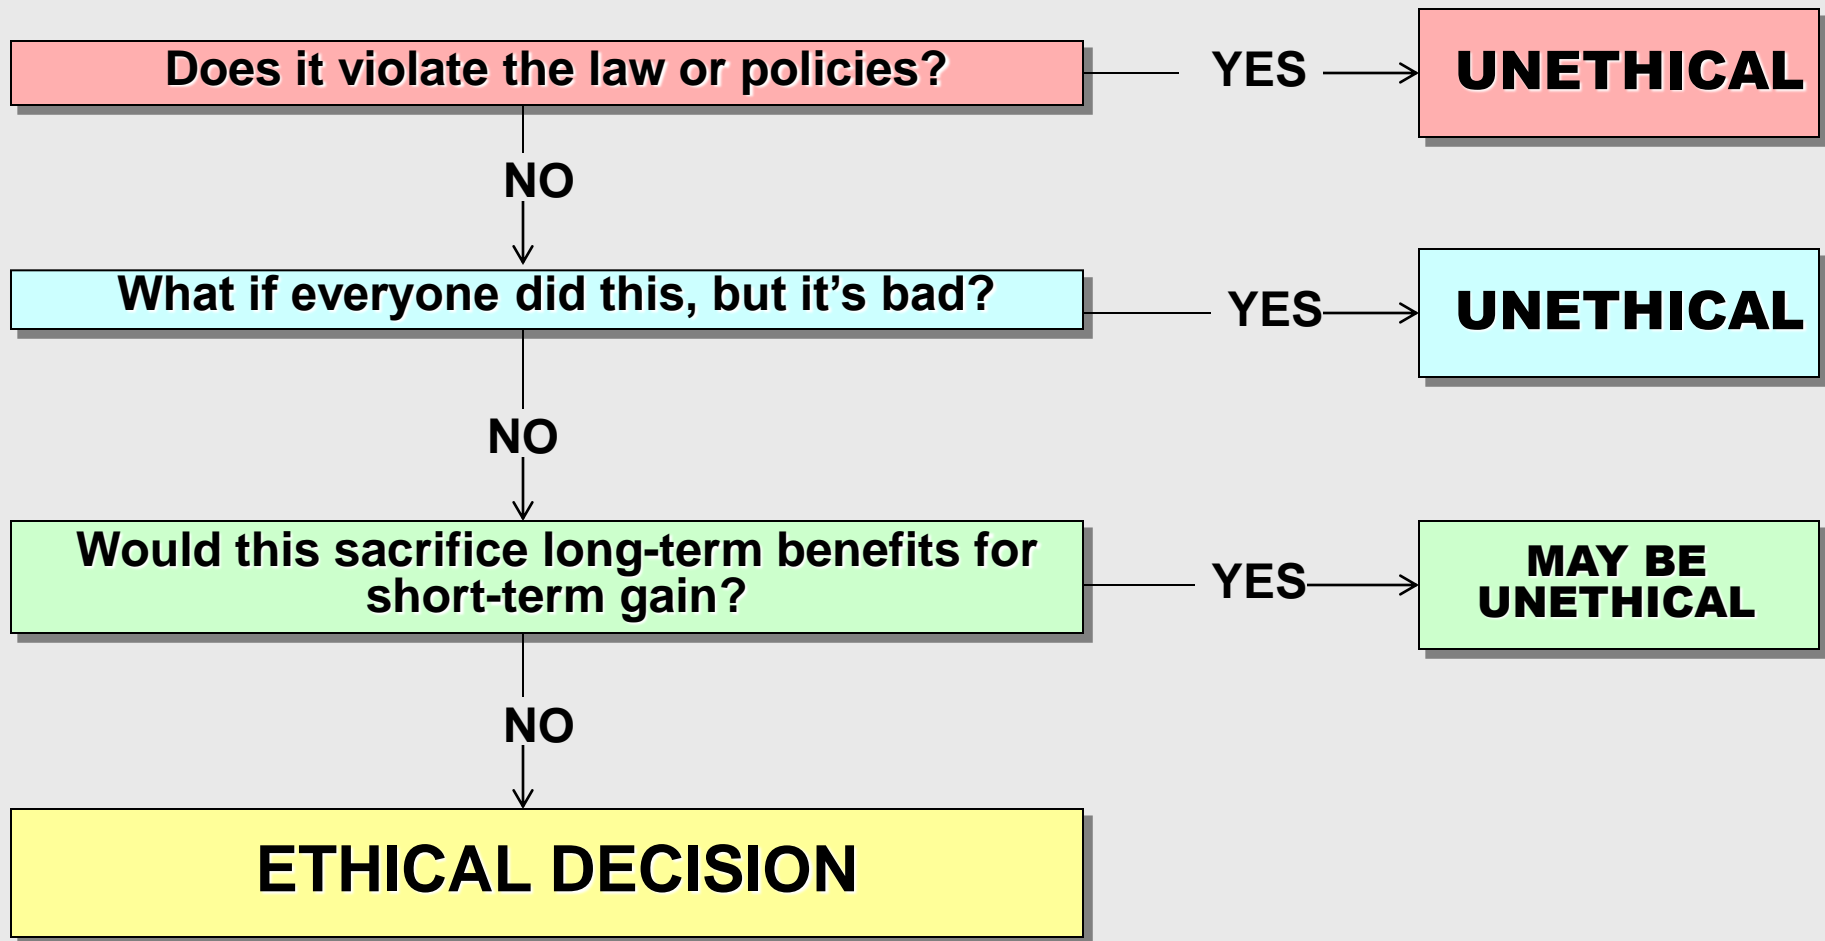 Does it violate the law or policies?
YES
UNETHICAL
NO
What if everyone did this, but it’s bad?
YES
UNETHICAL
NO
Would this sacrifice long-term benefits for
short-term gain?
YES
MAY BE
UNETHICAL
NO
ETHICAL DECISION